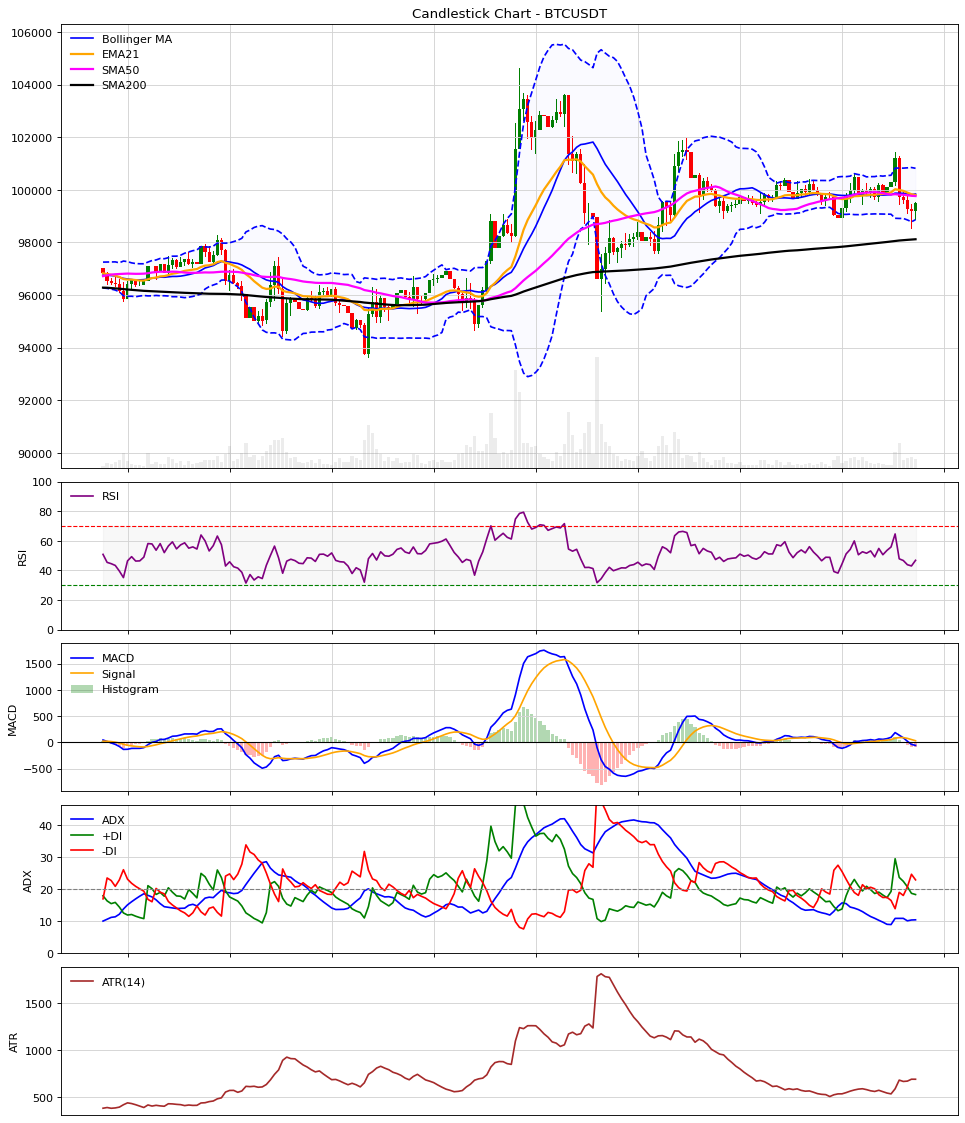 Candlestick Chart - BTCUSDT
106000
104000
102000
100000
98000
96000
94000
92000
90000
Bollinger MA
EMA21
SMA50
SMA200
100
80
60
40
20
0
RSI
RSI
1500
1000
500
0
−500
MACD
MACD
Signal
Histogram
40
30
20
10
0
ADX
ADX
+DI
-DI
1500
1000
500
ATR
ATR(14)